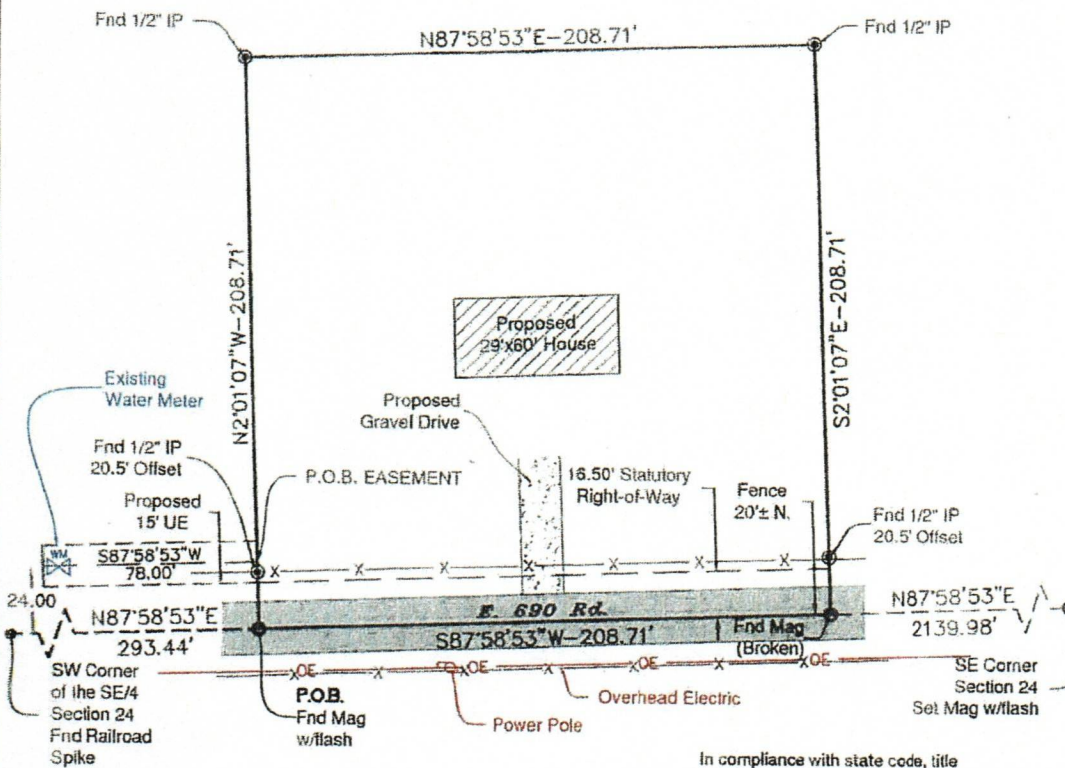 Fnd 1/2" IP
N87°58'53"E-208.71'
Fnd 1/2" IP
N2°01'07"W-208.71'
S2°01'07"E-208.71'
Proposed
29'x60' House
Existing
Water Meter
Proposed
Gravel Drive
Fnd 1/2" IP
20.5' Offset
P.O.B. EASEMENT
16.50' Statutory
Right-of-Way
Fence
20'± N.
Proposed
15' UE
Fnd 1/2" IP
20.5' Offset
WM
S87°58'53"W
78.00'
X X X X X X X
24.00
N87°58'53"E
293.44'
E. 690 Rd.
S87°58'53"W-208.71'
Fnd Mag
(Broken)
N87°58'53"E
2139.98'
XOE X XOE X XOE X XOE
SW Corner
of the SE/4
Section 24
Fnd Railroad
Spike
P.O.B.
Fnd Mag
w/flash
Power Pole
Overhead Electric
SE Corner
Section 24
Set Mag w/flash
In compliance with state code, title